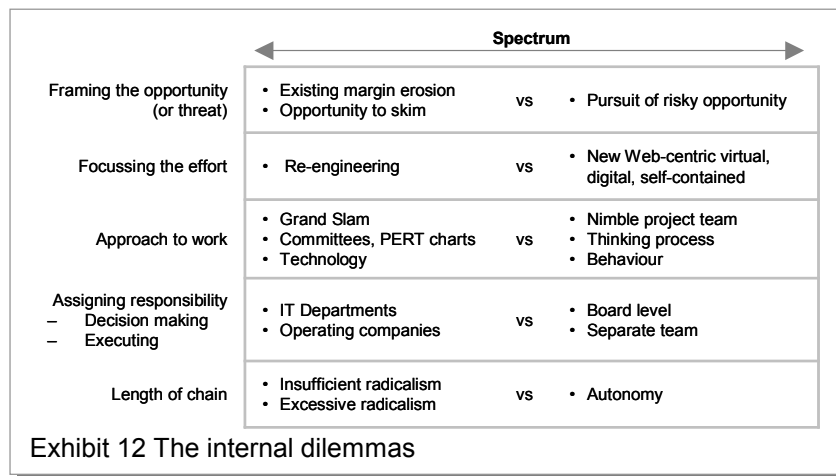 Spectrum
Framing the opportunity
(or threat)
• Existing margin erosion
• Opportunity to skim
vs
• Pursuit of risky opportunity
Focussing the effort
• Re-engineering
vs
• New Web-centric virtual,
digital, self-contained
Approach to work
• Grand Slam
• Committees, PERT charts
• Technology
vs
• Nimble project team
• Thinking process
• Behaviour
Assigning responsibility
– Decision making
– Executing
• IT Departments
• Operating companies
vs
• Board level
• Separate team
Length of chain
• Insufficient radicalism
• Excessive radicalism
vs
• Autonomy
Exhibit 12 The internal dilemmas